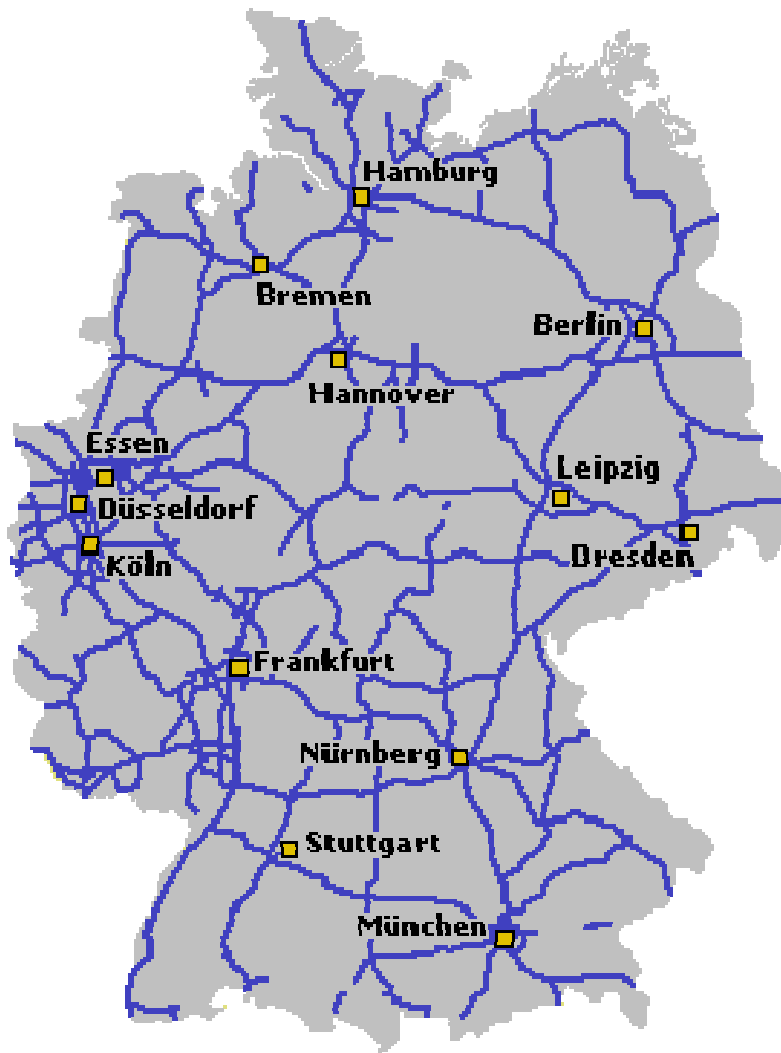 Hamburg
Bremen
Berlin
Hannover
Essen
Leipzig
Düsseldorf
Dresden
Köln
Frankfurt
Nürnberg
Stuttgart
München